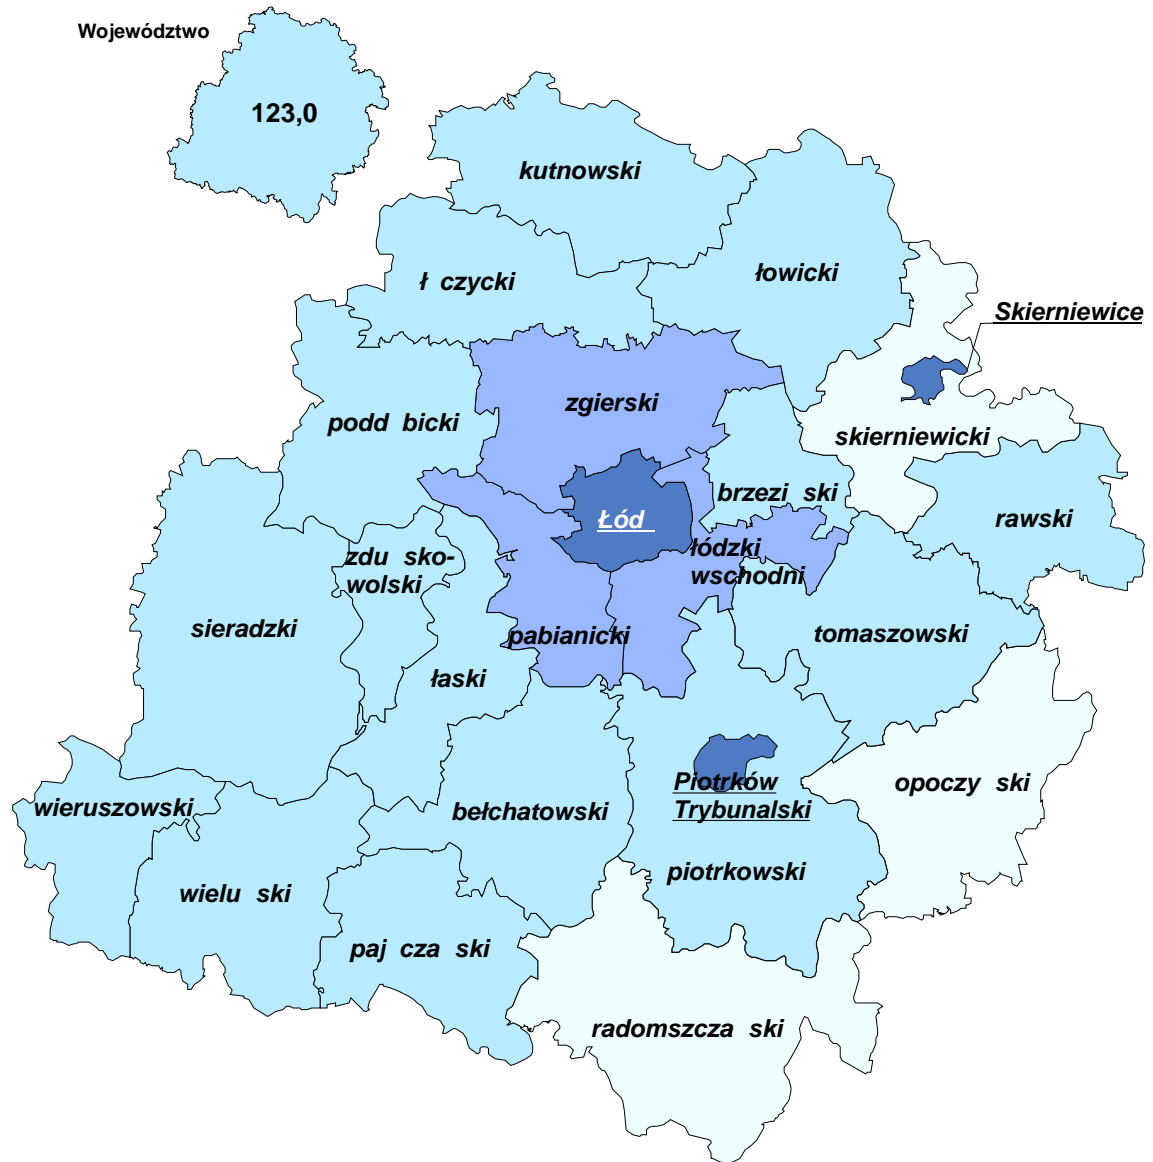 Województwo
123,0
kutnowski
ł czycki
łowicki
Skierniewice
zgierski
podd bicki
skierniewicki
brzezi ski
rawski
Łód
łódzki
wschodni
zdu sko-
wolski
sieradzki
pabianicki
tomaszowski
łaski
opoczy ski
Piotrków
Trybunalski
wieruszowski
bełchatowski
piotrkowski
wielu ski
paj cza ski
radomszcza ski